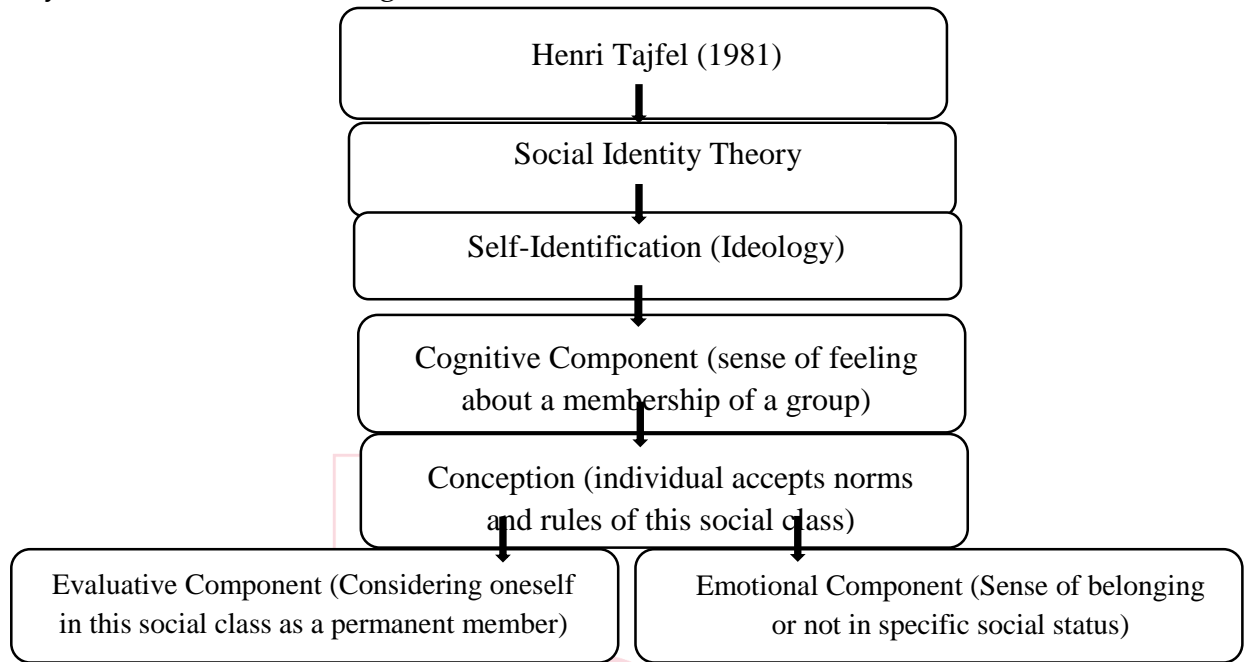 Henri Tajfel (1981)
Social Identity Theory
Self-Identification (Ideology)
Cognitive Component (sense of feeling
about a membership of a group)
Conception (individual accepts norms
and rules of this social class)
Evaluative Component (Considering oneself
in this social class as a permanent member)
Emotional Component (Sense of belonging
or not in specific social status)